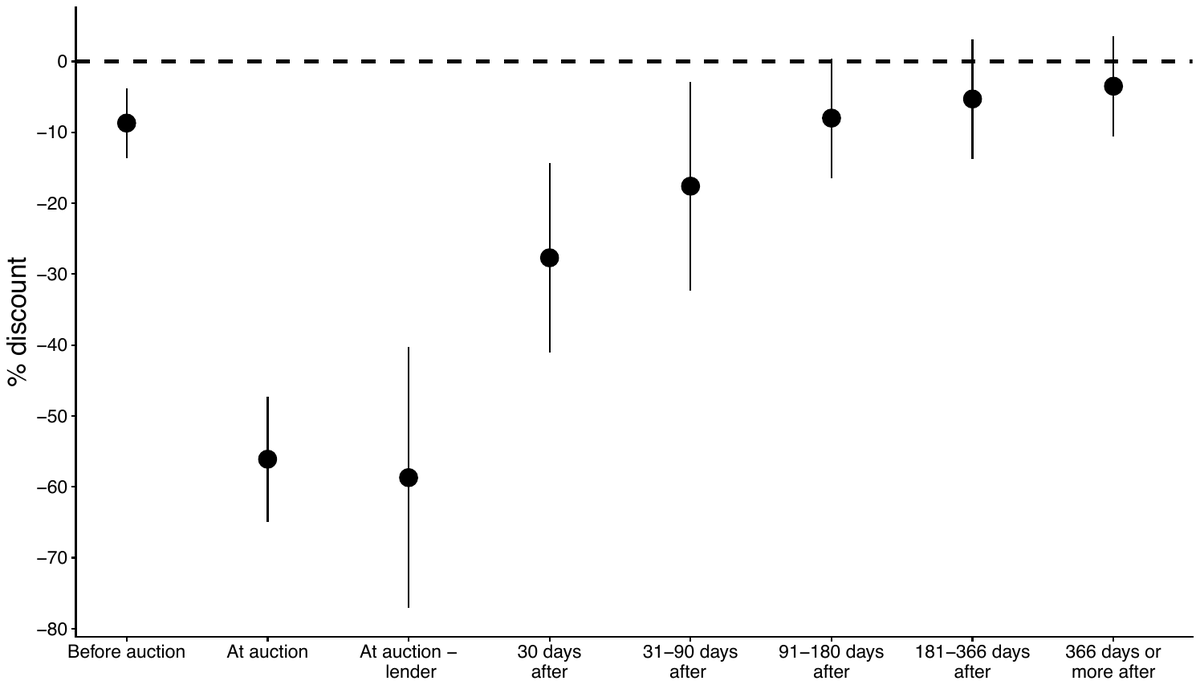 % discount
0
−10
−20
−30
−40
−50
−60
−70
−80
Before auction
At auction
At auction −
lender
30 days
after
31−90 days
after
91−180 days
after
181−366 days
after
366 days or
more after